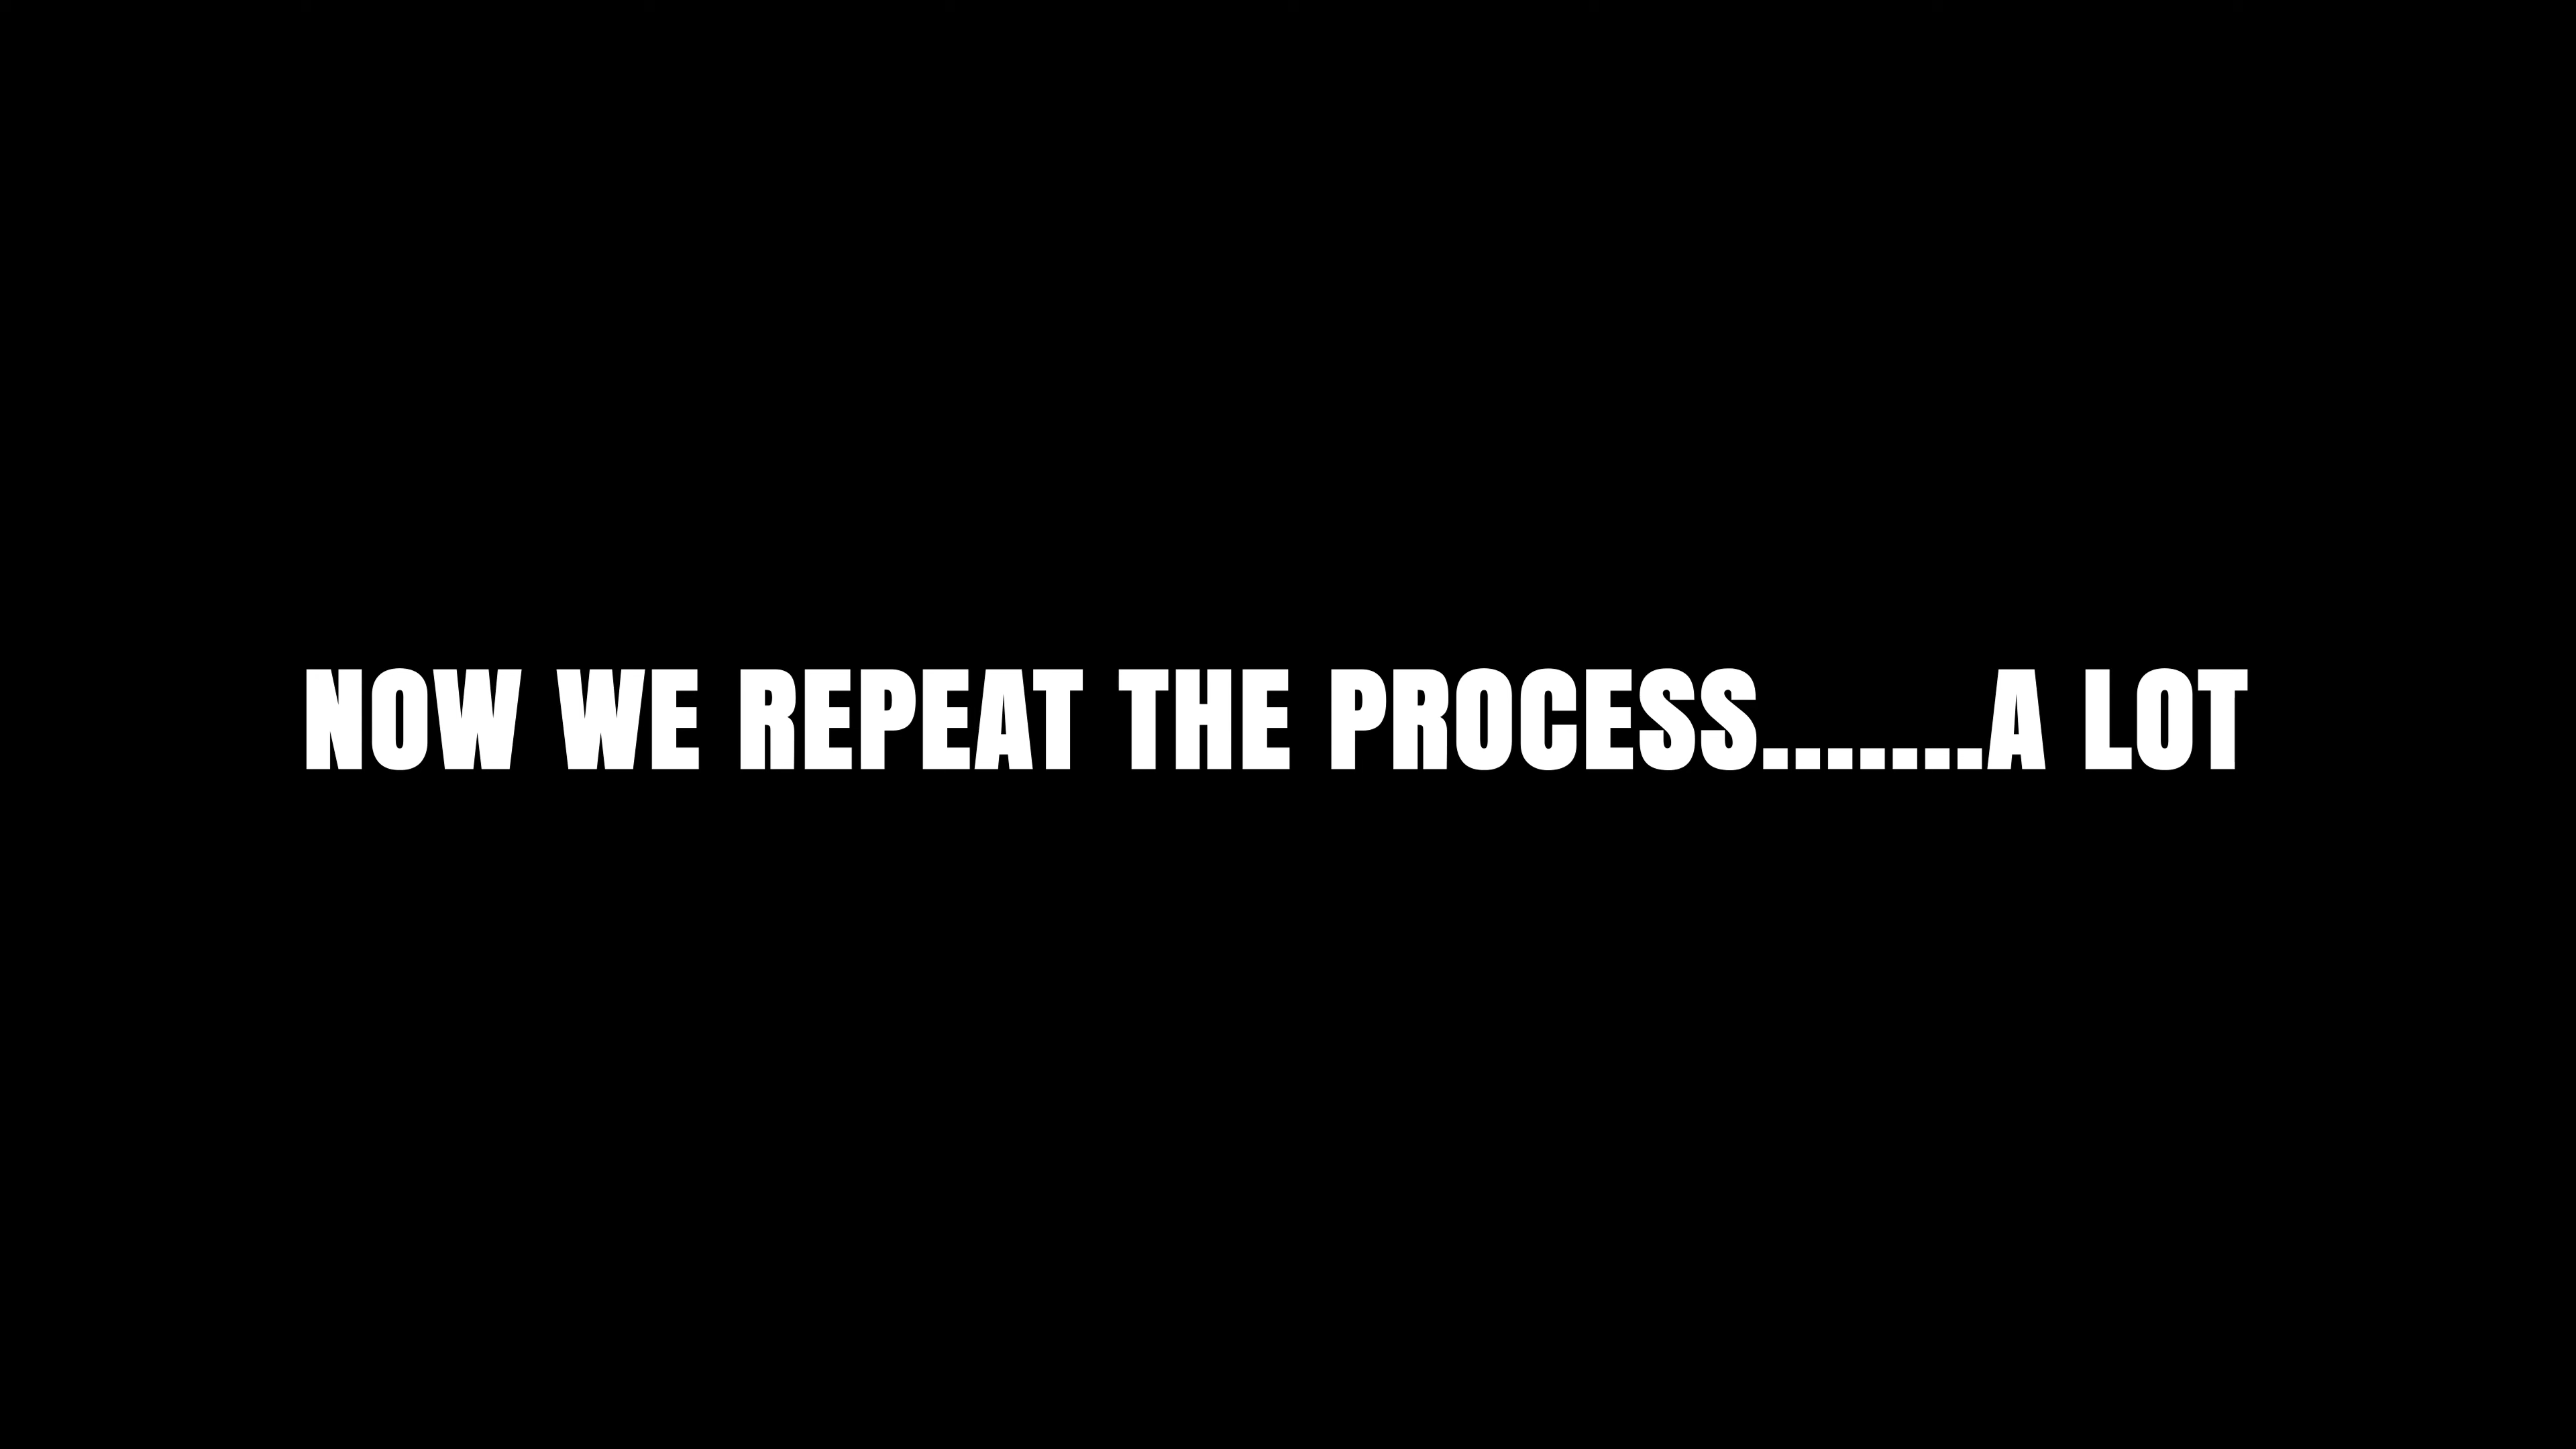 NOW WE REPEAT THE PROCESS.......A LOT